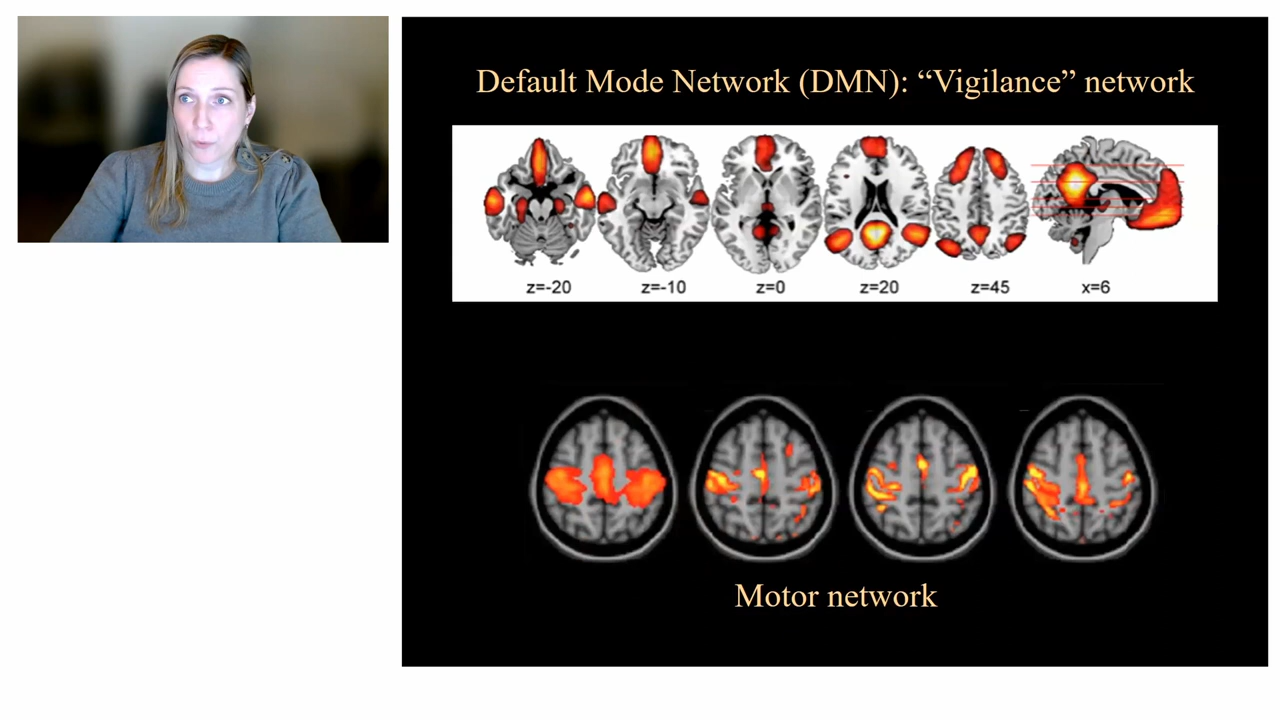 Default Mode Network (DMN): “Vigilance” network
z=-20 z=-10 z=0 z=20 z=45 x=6
Motor network